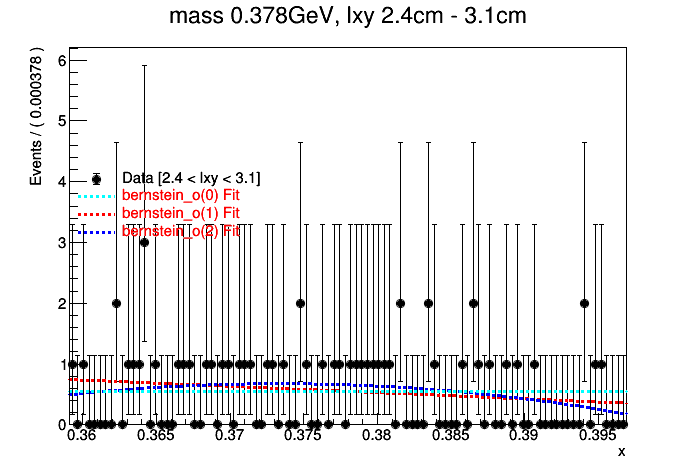 mass 0.378GeV, lxy 2.4cm - 3.1cm
Events / ( 0.000378 )
6
5
4
3
2
1
0
Data [2.4 < lxy < 3.1]
bernstein_o(0) Fit
bernstein_o(1) Fit
bernstein_o(2) Fit
0.36 0.365 0.37 0.375 0.38 0.385 0.39 0.395
x